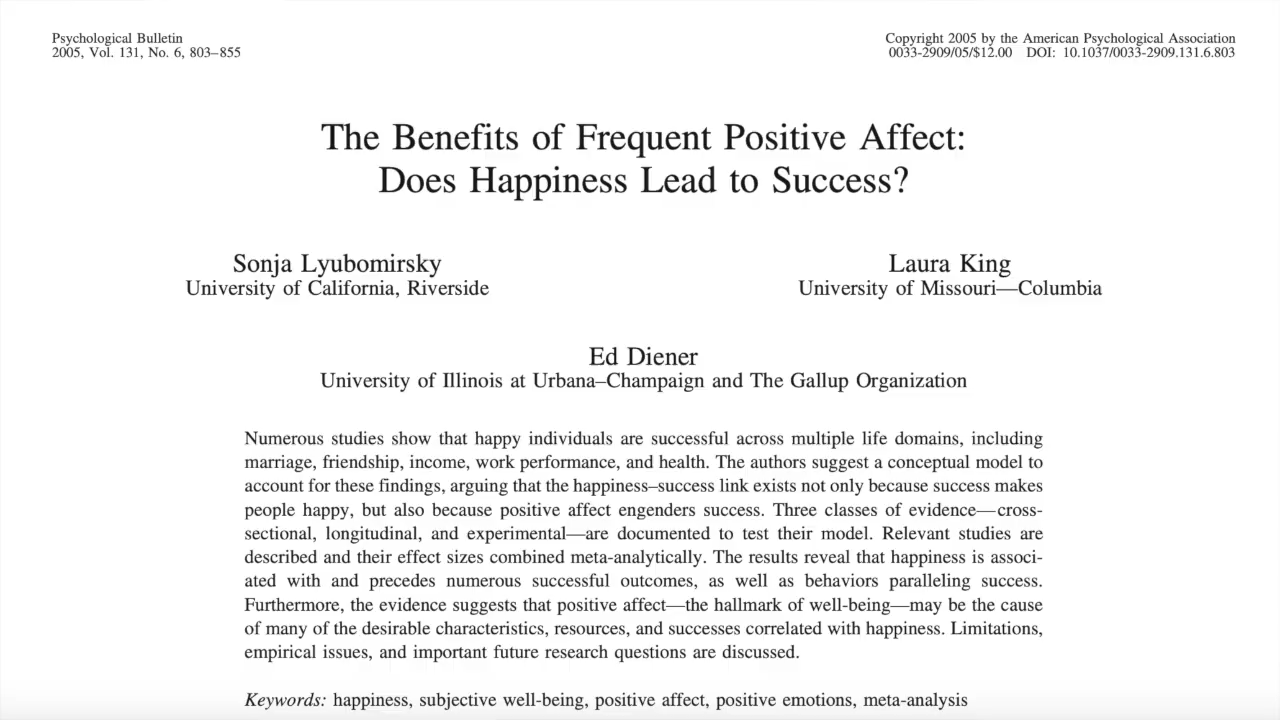 Psychological Bulletin
2005, Vol. 131, No. 6, 803–855
Copyright 2005 by the American Psychological Association
0033-2909/05/$12.00 DOI: 10.1037/0033-2909.131.6.803
The Benefits of Frequent Positive Affect:
Does Happiness Lead to Success?
Sonja Lyubomirsky
University of California, Riverside
Laura King
University of Missouri—Columbia
Ed Diener
University of Illinois at Urbana–Champaign and The Gallup Organization
Numerous studies show that happy individuals are successful across multiple life domains, including
marriage, friendship, income, work performance, and health. The authors suggest a conceptual model to
account for these findings, arguing that the happiness–success link exists not only because success makes
people happy, but also because positive affect engenders success. Three classes of evidence—cross-
sectional, longitudinal, and experimental—are documented to test their model. Relevant studies are
described and their effect sizes combined meta-analytically. The results reveal that happiness is associ-
ated with and precedes numerous successful outcomes, as well as behaviors paralleling success.
Furthermore, the evidence suggests that positive affect—the hallmark of well-being—may be the cause
of many of the desirable characteristics, resources, and successes correlated with happiness. Limitations,
empirical issues, and important future research questions are discussed.
Keywords: happiness, subjective well-being, positive affect, positive emotions, meta-analysis